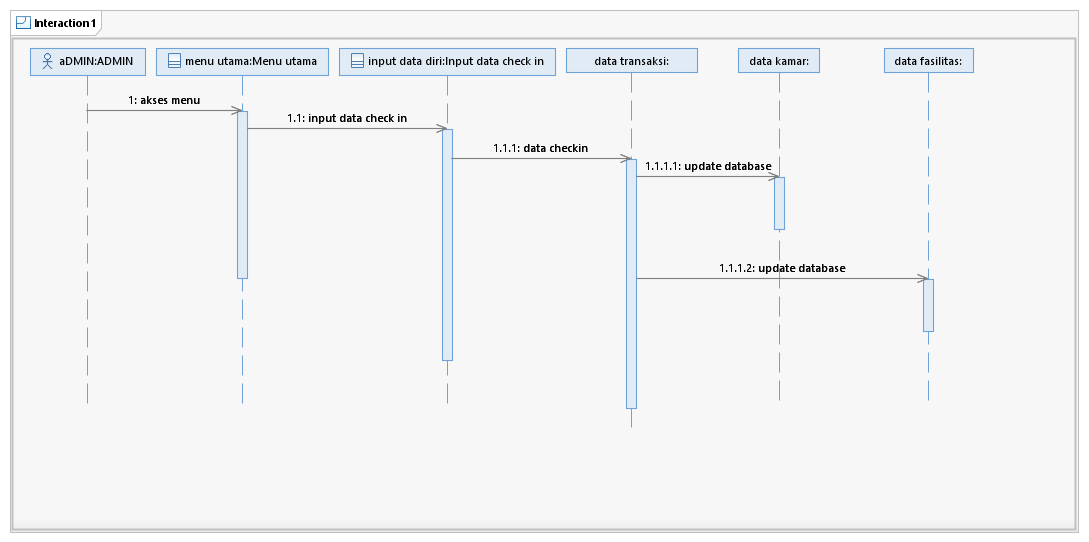 Interaction1
aDMIN:ADMIN
menu utama:Menu utama
input data diri:Input data check in
data transaksi:
data kamar:
data fasilitas:
1: akses menu
1.1: input data check in
1.1.1: data checkin
1.1.1.1: update database
1.1.1.2: update database